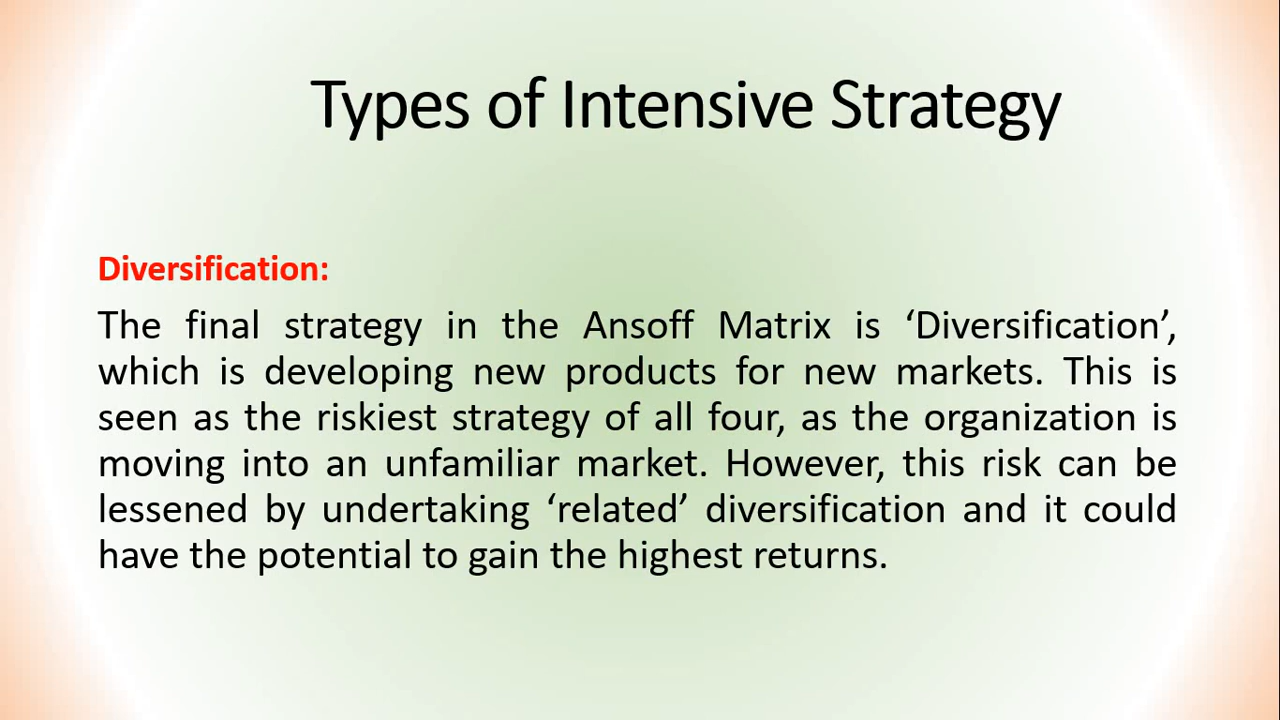 Types of Intensive Strategy
Diversification:
The final strategy in the Ansoff Matrix is ‘Diversification’,
which is developing new products for new markets. This is
seen as the riskiest strategy of all four, as the organization is
moving into an unfamiliar market. However, this risk can be
lessened by undertaking ‘related’ diversification and it could
have the potential to gain the highest returns.